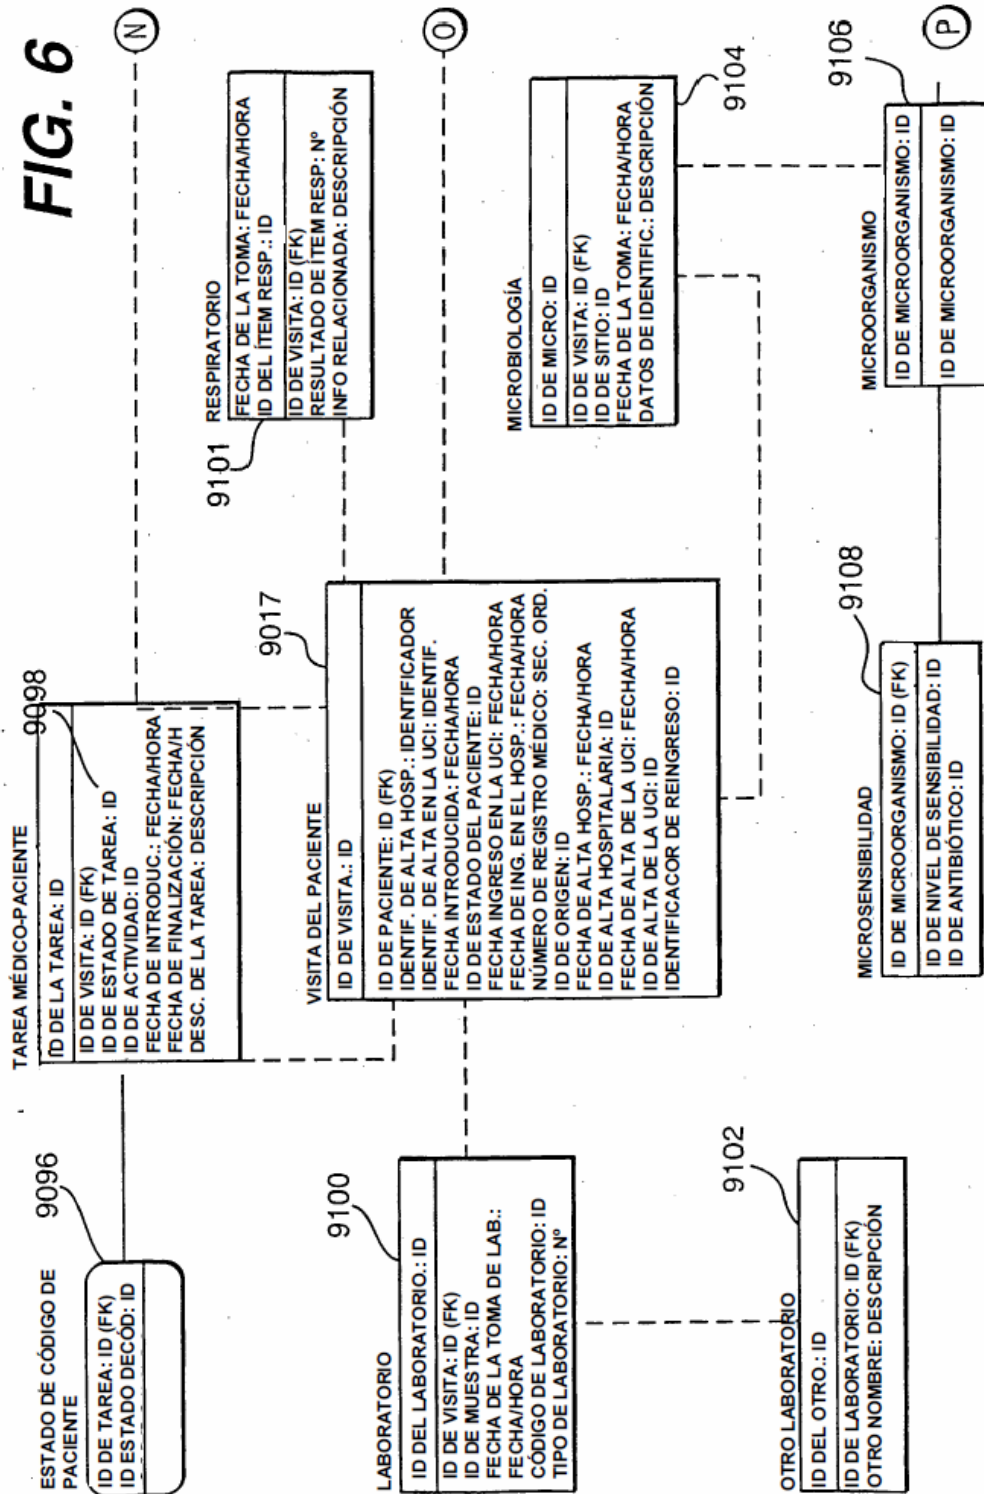 FIG. 6
ESTADO DE CÓDIGO DE
PACIENTE
9096
ID DE TAREA: ID (FK)
ID ESTADO DECÓD: ID
TAREA MÉDICO-PACIENTE
9098
ID DE LA TAREA: ID
ID DE VISITA: ID (FK)
ID DE ESTADO DE TAREA: ID
ID DE ACTIVIDAD: ID
FECHA DE INTRODUC.: FECHA/HORA
FECHA DE FINALIZACIÓN: FECHA/H
DESC. DE LA TAREA: DESCRIPCIÓN
N
RESPIRATORIO
9101
FECHA DE LA TOMA: FECHA/HORA
ID DEL ÍTEM RESP.: ID
ID DE VISITA: ID (FK)
RESULTADO DE ÍTEM RESP: Nº
INFO RELACIONADA: DESCRIPCIÓN
LABORATORIO
9100
ID DEL LABORATORIO.: ID
ID DE VISITA: ID (FK)
ID DE MUESTRA: ID
FECHA DE LA TOMA DE LAB.:
FECHA/HORA
CÓDIGO DE LABORATORIO: ID
TIPO DE LABORATORIO: Nº
VISITA DEL PACIENTE
9017
ID DE VISITA.: ID
ID DE PACIENTE: ID (FK)
IDENTIF. DE ALTA HOSP.: IDENTIFICADOR
IDENTIF. DE ALTA EN LA UCI: IDENTIF.
FECHA INTRODUCIDA: FECHA/HORA
ID DE ESTADO DEL PACIENTE: ID
FECHA INGRESO EN LA UCI: FECHA/HORA
FECHA DE ING. EN EL HOSP.: FECHA/HORA
NÚMERO DE REGISTRO MÉDICO: SEC. ORD.
ID DE ORIGEN: ID
FECHA DE ALTA HOSP.: FECHA/HORA
ID DE ALTA HOSPITALARIA: ID
FECHA DE ALTA DE LA UCI: FECHA/HORA
ID DE ALTA DE LA UCI: ID
IDENTIFICACOR DE REINGRESO: ID
O
MICROBIOLOGÍA
9104
ID DE MICRO: ID
ID DE VISITA: ID (FK)
ID DE SITIO: ID
FECHA DE LA TOMA: FECHA/HORA
DATOS DE IDENTIFIC.: DESCRIPCIÓN
OTRO LABORATORIO
9102
ID DEL OTRO.: ID
ID DE LABORATORIO: ID (FK)
OTRO NOMBRE: DESCRIPCIÓN
MICROSENSIBILIDAD
9108
ID DE MICROORGANISMO: ID (FK)
ID DE NIVEL DE SENSIBILIDAD: ID
ID DE ANTIBIÓTICO: ID
MICROORGANISMO
9106
ID DE MICROORGANISMO: ID
ID DE MICROORGANISMO: ID
P